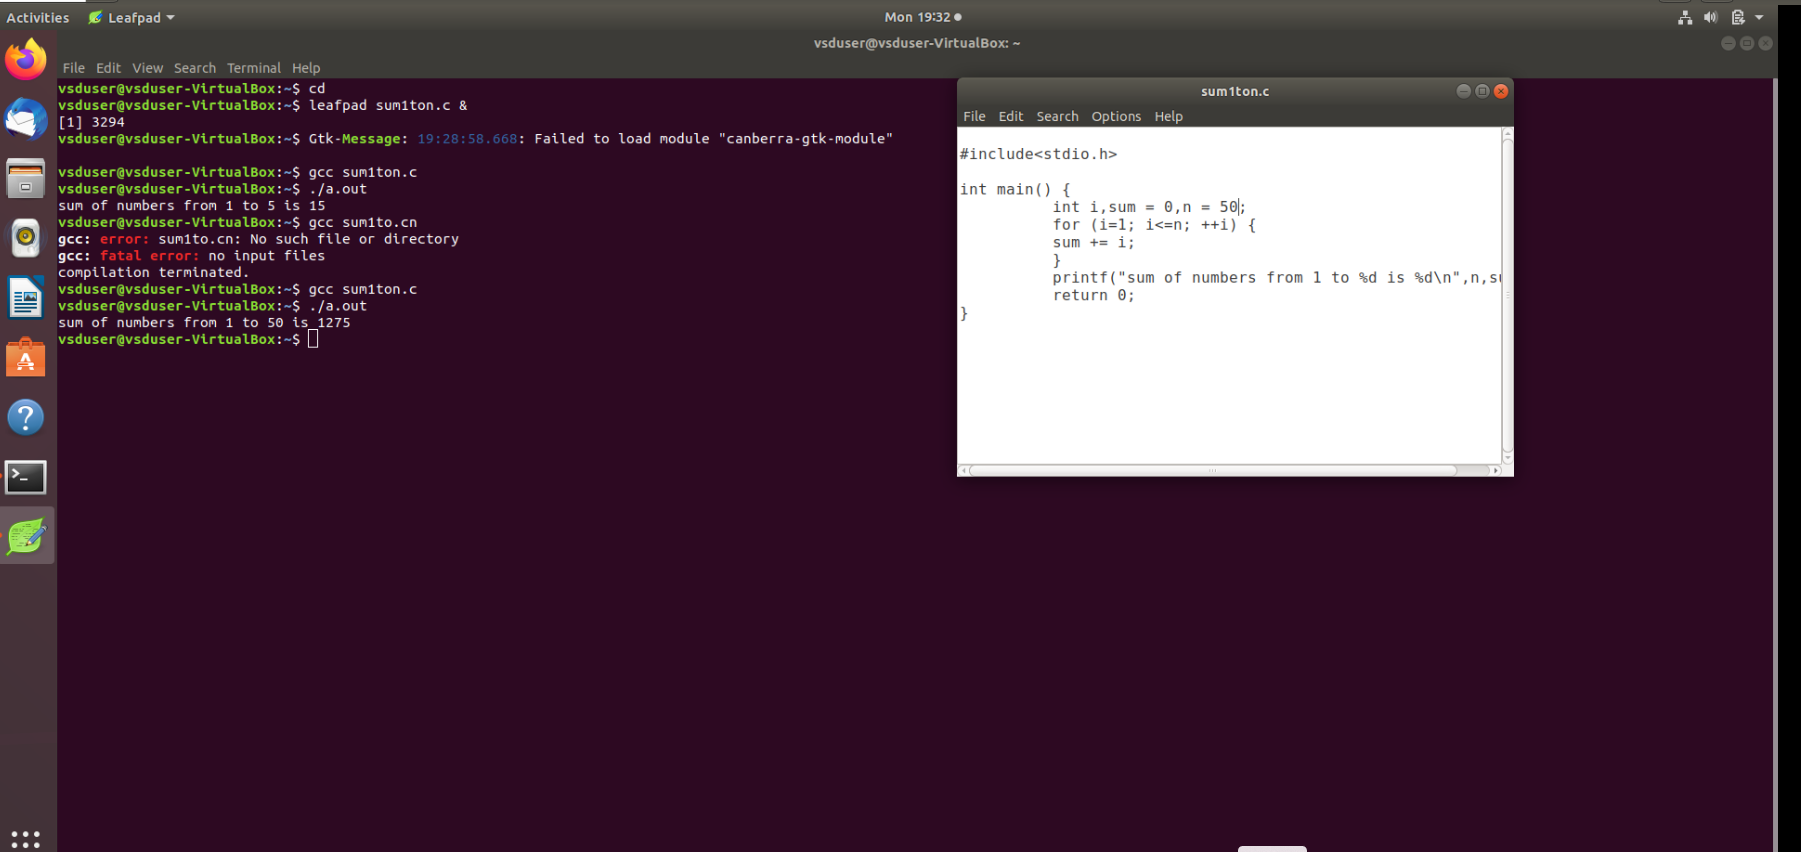 Activities Leafpad Mon 19:32
vsduser@vsduser-VirtualBox: ~
File Edit View Search Terminal Help
vsduser@vsduser-VirtualBox:~$ cd
vsduser@vsduser-VirtualBox:~$ leafpad sum1ton.c &
[1] 3294
vsduser@vsduser-VirtualBox:~$ Gtk-Message: 19:28:58.668: Failed to load module "canberra-gtk-module"
vsduser@vsduser-VirtualBox:~$ gcc sum1ton.c
vsduser@vsduser-VirtualBox:~$ ./a.out
sum of numbers from 1 to 5 is 15
vsduser@vsduser-VirtualBox:~$ gcc sum1to.cn
gcc: error: sum1to.cn: No such file or directory
gcc: fatal error: no input files
compilation terminated.
vsduser@vsduser-VirtualBox:~$ gcc sum1ton.c
vsduser@vsduser-VirtualBox:~$ ./a.out
sum of numbers from 1 to 50 is 1275
vsduser@vsduser-VirtualBox:~$
sum1ton.c
File Edit Search Options Help
#include<stdio.h>
int main() {
int i,sum = 0,n = 50;
for (i=1; i<=n; ++i) {
sum += i;
}
printf("sum of numbers from 1 to %d is %d\n",n,su
return 0;
}